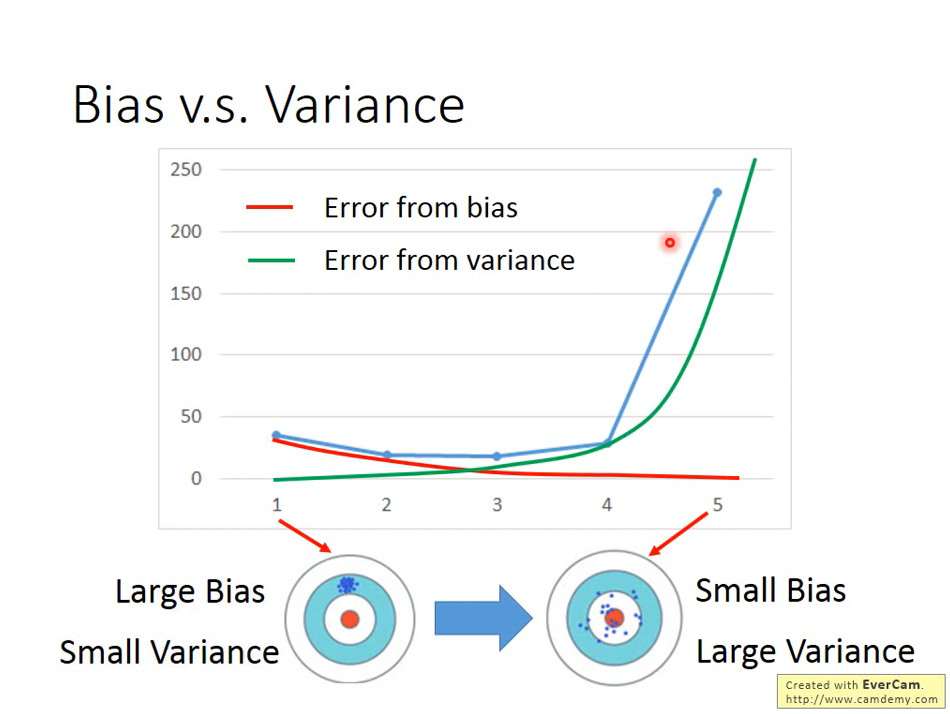 Bias v.s. Variance
250
200
150
100
50
0
Error from bias
Error from variance
1 2 3 4 5
Large Bias
Small Variance
Small Bias
Large Variance
Created with EverCam.
http://www.camdemy.com